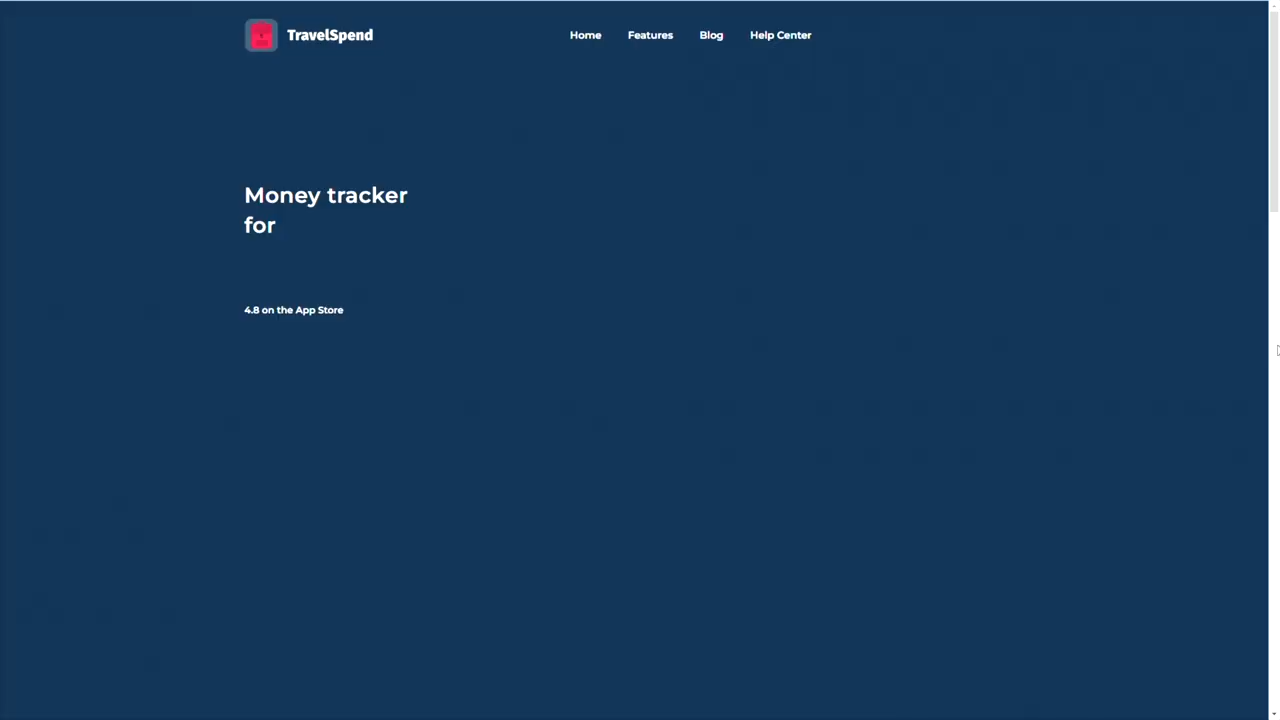 TravelSpend
Home Features Blog Help Center
Money tracker
for
4.8 on the App Store